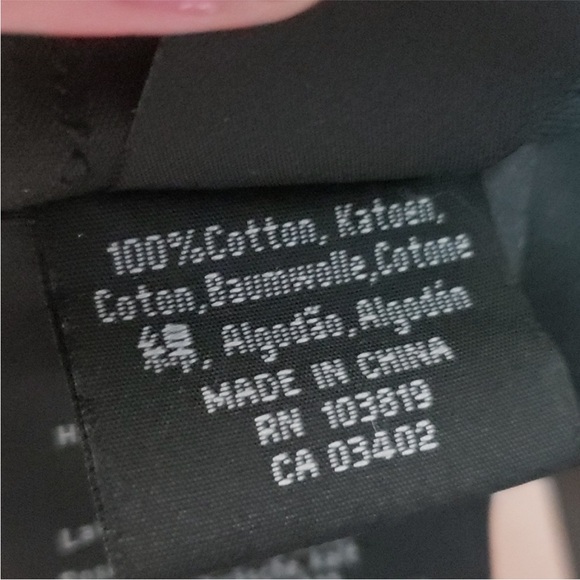 100%Cotton, Katoen,
Coton,Baumwolle,Cotone
棉, Algodão,Algodón
MADE IN CHINA
RN 103819
CA 03402